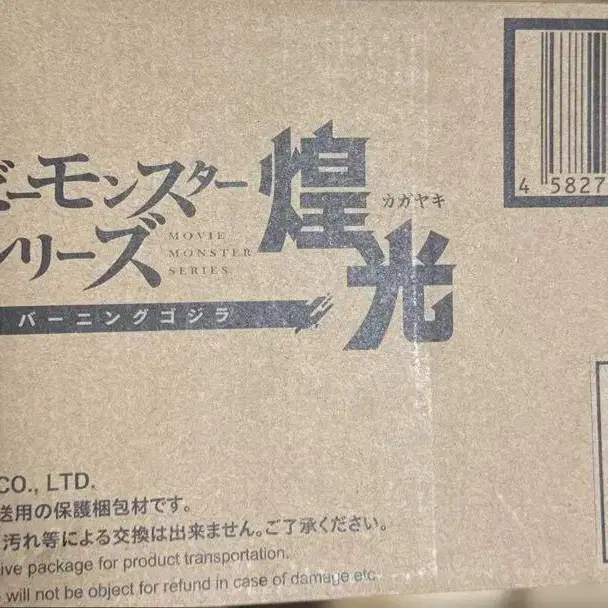 ビーモンスター 煌光
カガヤキ
シリーズ
MOVIE
MONSTER
SERIES
バーニングゴジラ
4 5827
CO., LTD.
送用の保護梱包材です。
汚れ等による交換は出来ません。ご了承ください。
ive package for product transportation.
will not be object for refund in case of damage etc